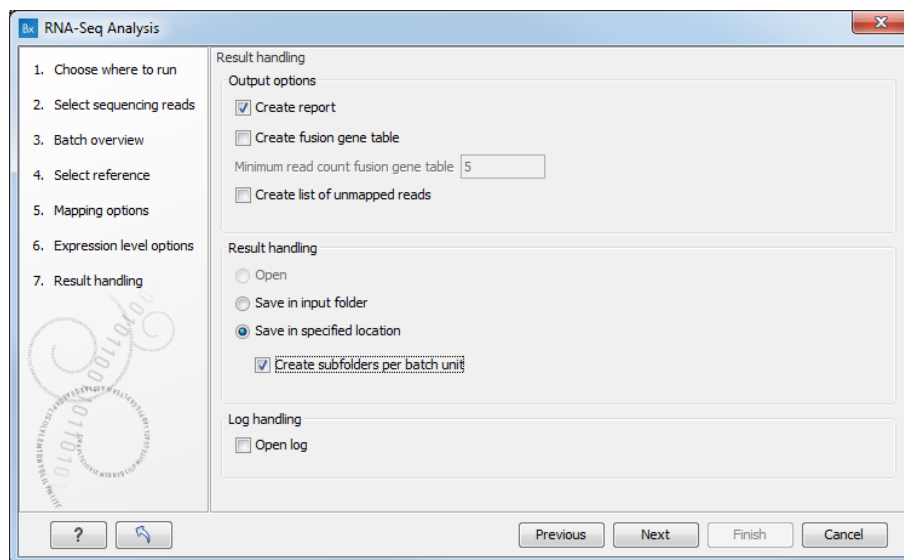 Bx RNA-Seq Analysis
1. Choose where to run
2. Select sequencing reads
3. Batch overview
4. Select reference
5. Mapping options
6. Expression level options
7. Result handling
Result handling
Output options
Create report
Create fusion gene table
Minimum read count fusion gene table 5
Create list of unmapped reads
Result handling
Open
Save in input folder
Save in specified location
Create subfolders per batch unit
Log handling
Open log
? Previous Next Finish Cancel